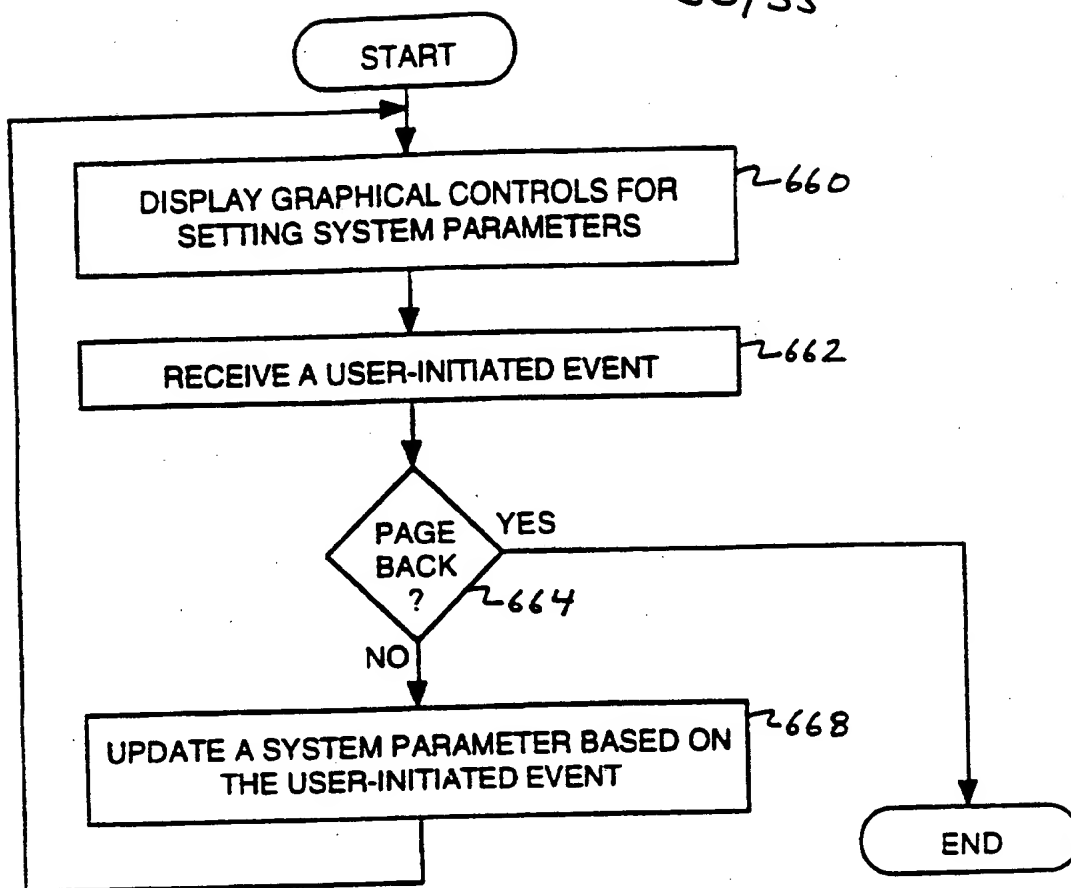 START
DISPLAY GRAPHICAL CONTROLS FOR
SETTING SYSTEM PARAMETERS
660
RECEIVE A USER-INITIATED EVENT
662
PAGE
BACK
?
YES
664
NO
UPDATE A SYSTEM PARAMETER BASED ON
THE USER-INITIATED EVENT
668
END